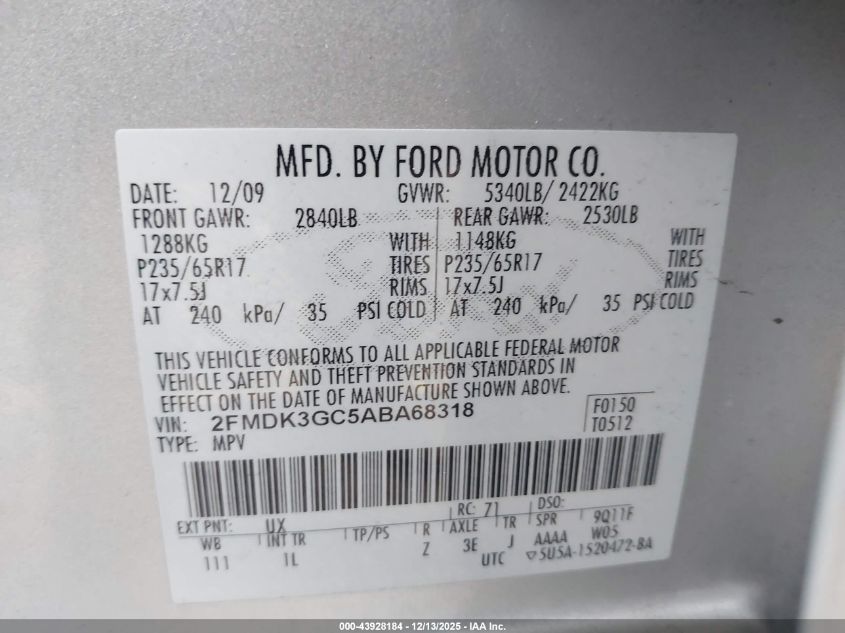 MFD. BY FORD MOTOR CO.
DATE: 12/09 GVWR: 5340LB/ 2422KG
FRONT GAWR: 2840LB REAR GAWR: 2530LB
1288KG WITH 1148KG WITH
P235/65R17 TIRES P235/65R17 TIRES
17x7.5J RIMS 17x7.5J RIMS
AT 240 kPa/ 35 PSI COLD AT 240 kPa/ 35 PSI COLD
THIS VEHICLE CONFORMS TO ALL APPLICABLE FEDERAL MOTOR
VEHICLE SAFETY AND THEFT PREVENTION STANDARDS IN
EFFECT ON THE DATE OF MANUFACTURE SHOWN ABOVE.
VIN: 2FMDK3GC5ABA68318 F0150
TYPE: MPV T0512
EXT PNT: UX RC: 71 DSO:
WB INT TR TP/PS R AXLE TR SPR 9Q11F
111 1L Z 3E J AAAA W05
UTC ▽5U5A-1520472-BA
000-43928184 - 12/13/2025 - IAA Inc.